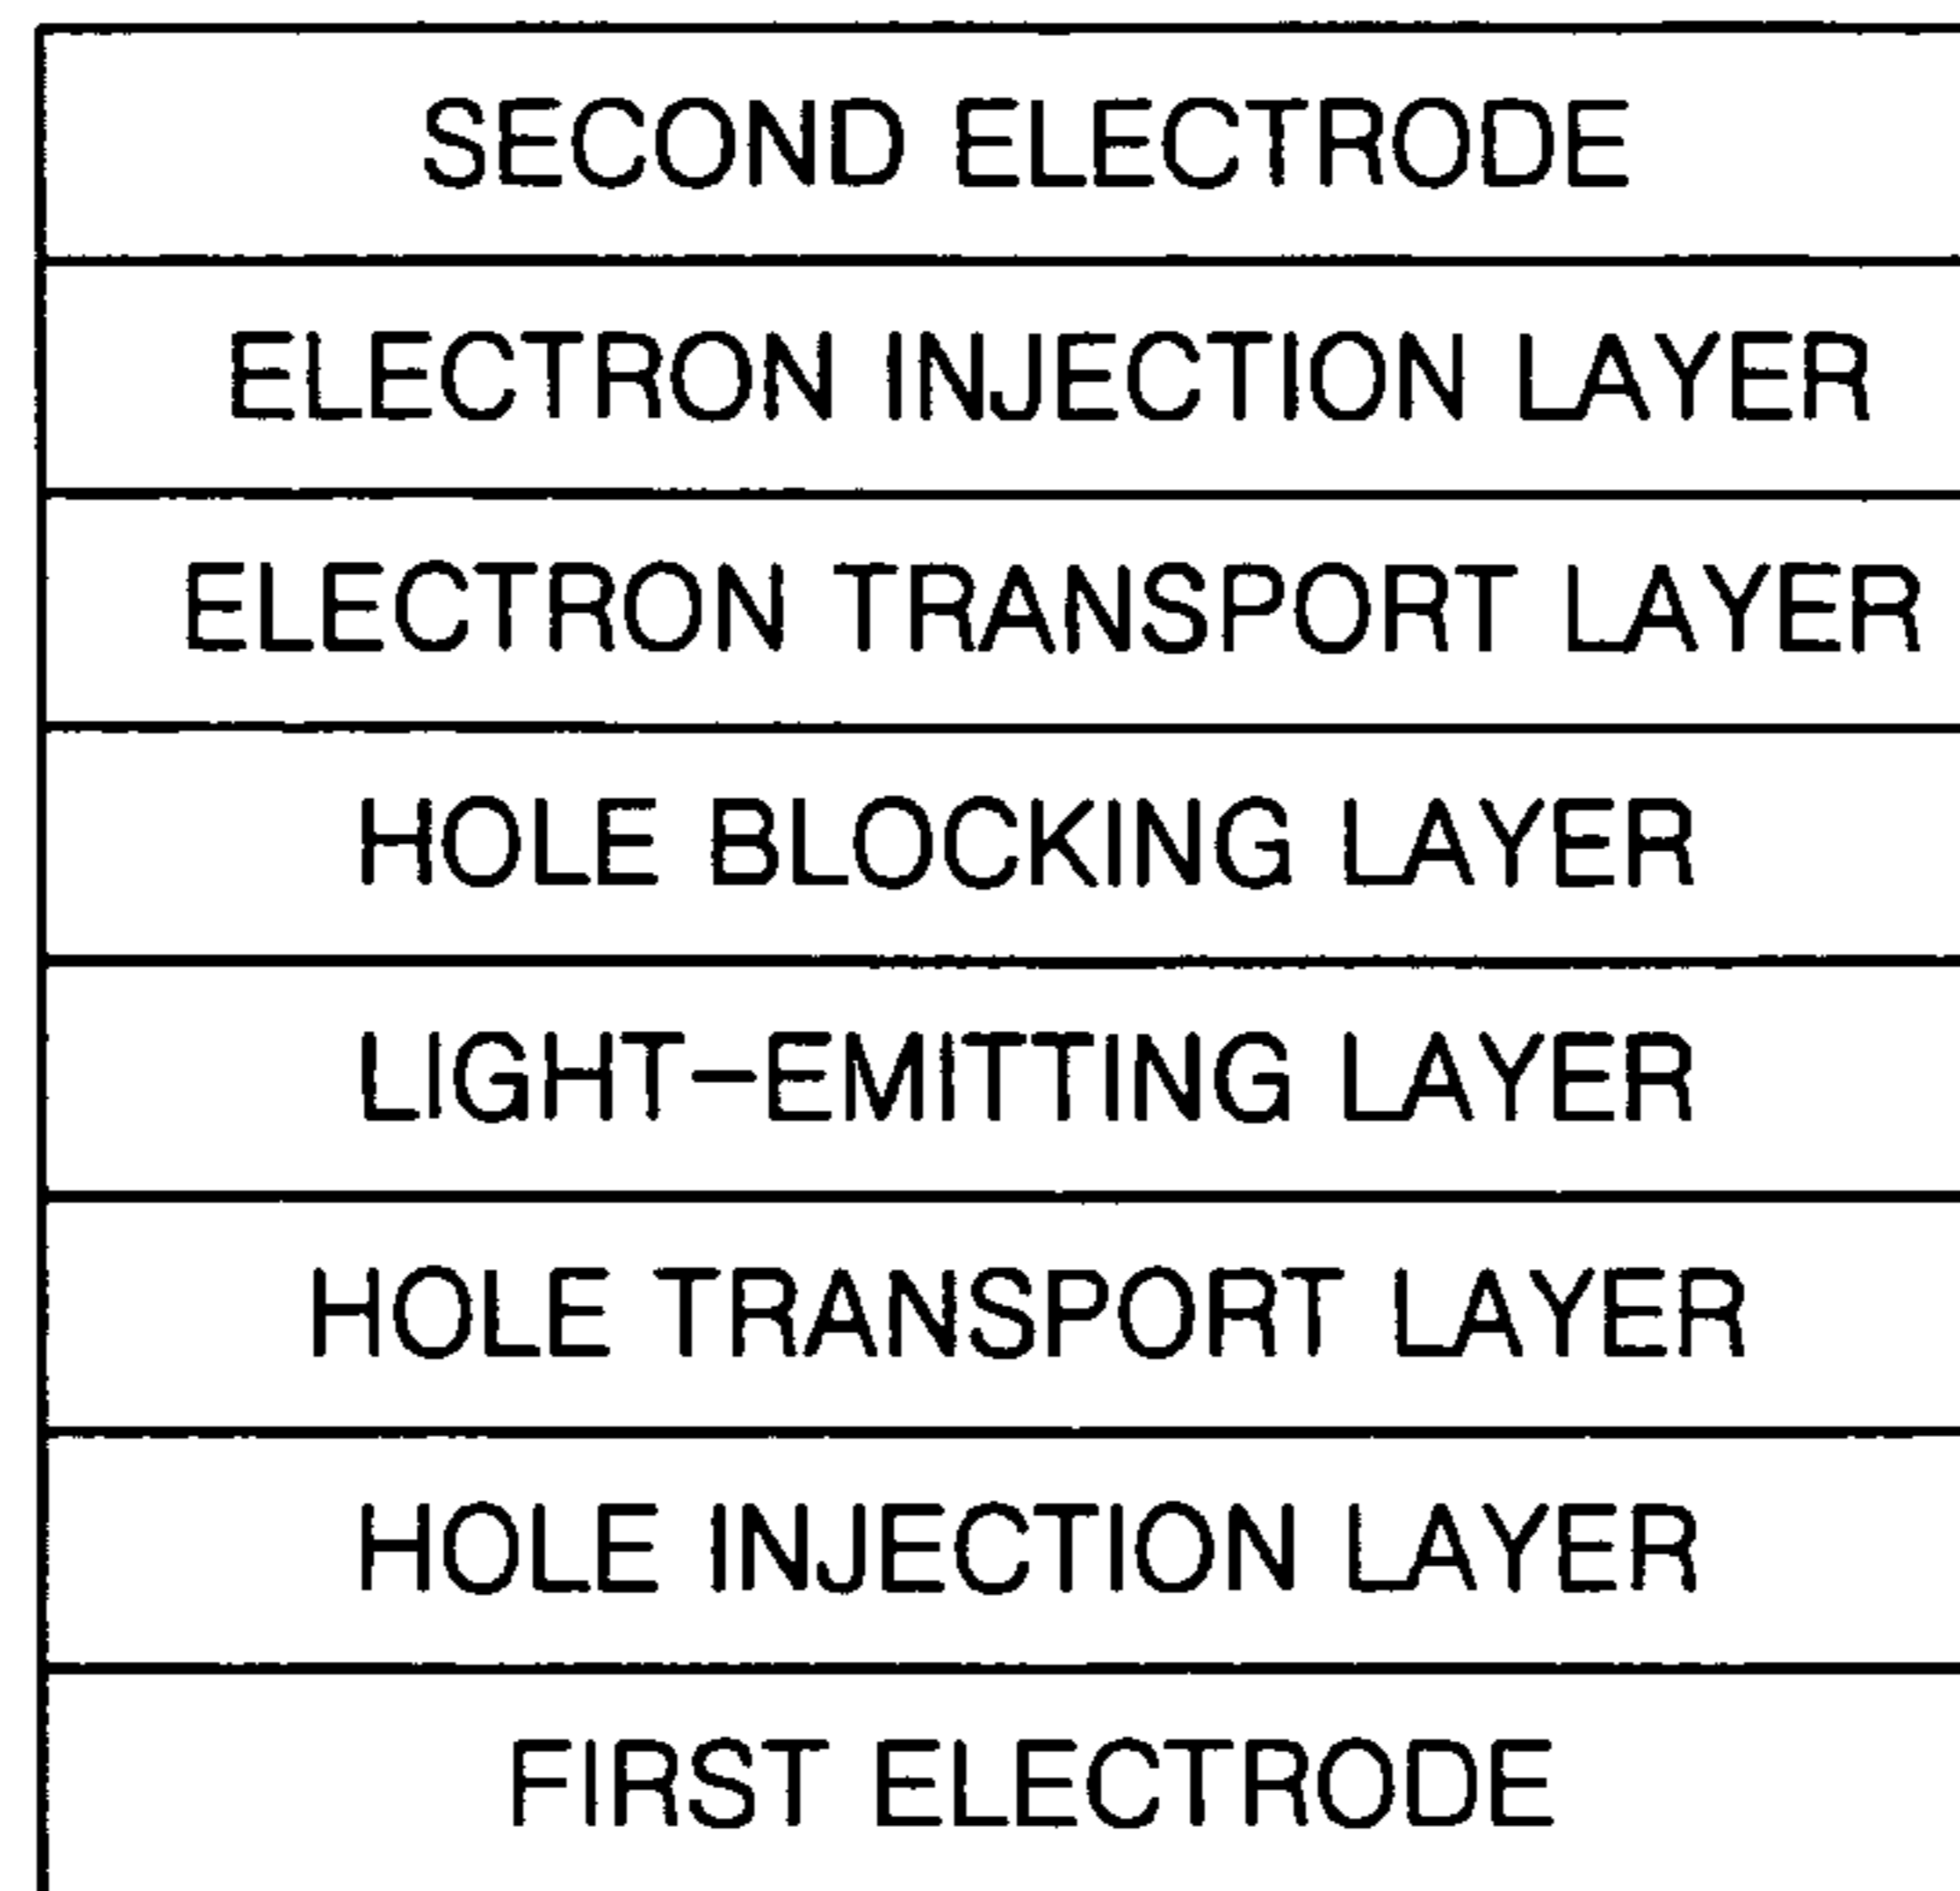 SECOND ELECTRODE
ELECTRON INJECTION LAYER
ELECTRON TRANSPORT LAYER
HOLE BLOCKING LAYER
LIGHT-EMITTING LAYER
HOLE TRANSPORT LAYER
HOLE INJECTION LAYER
FIRST ELECTRODE